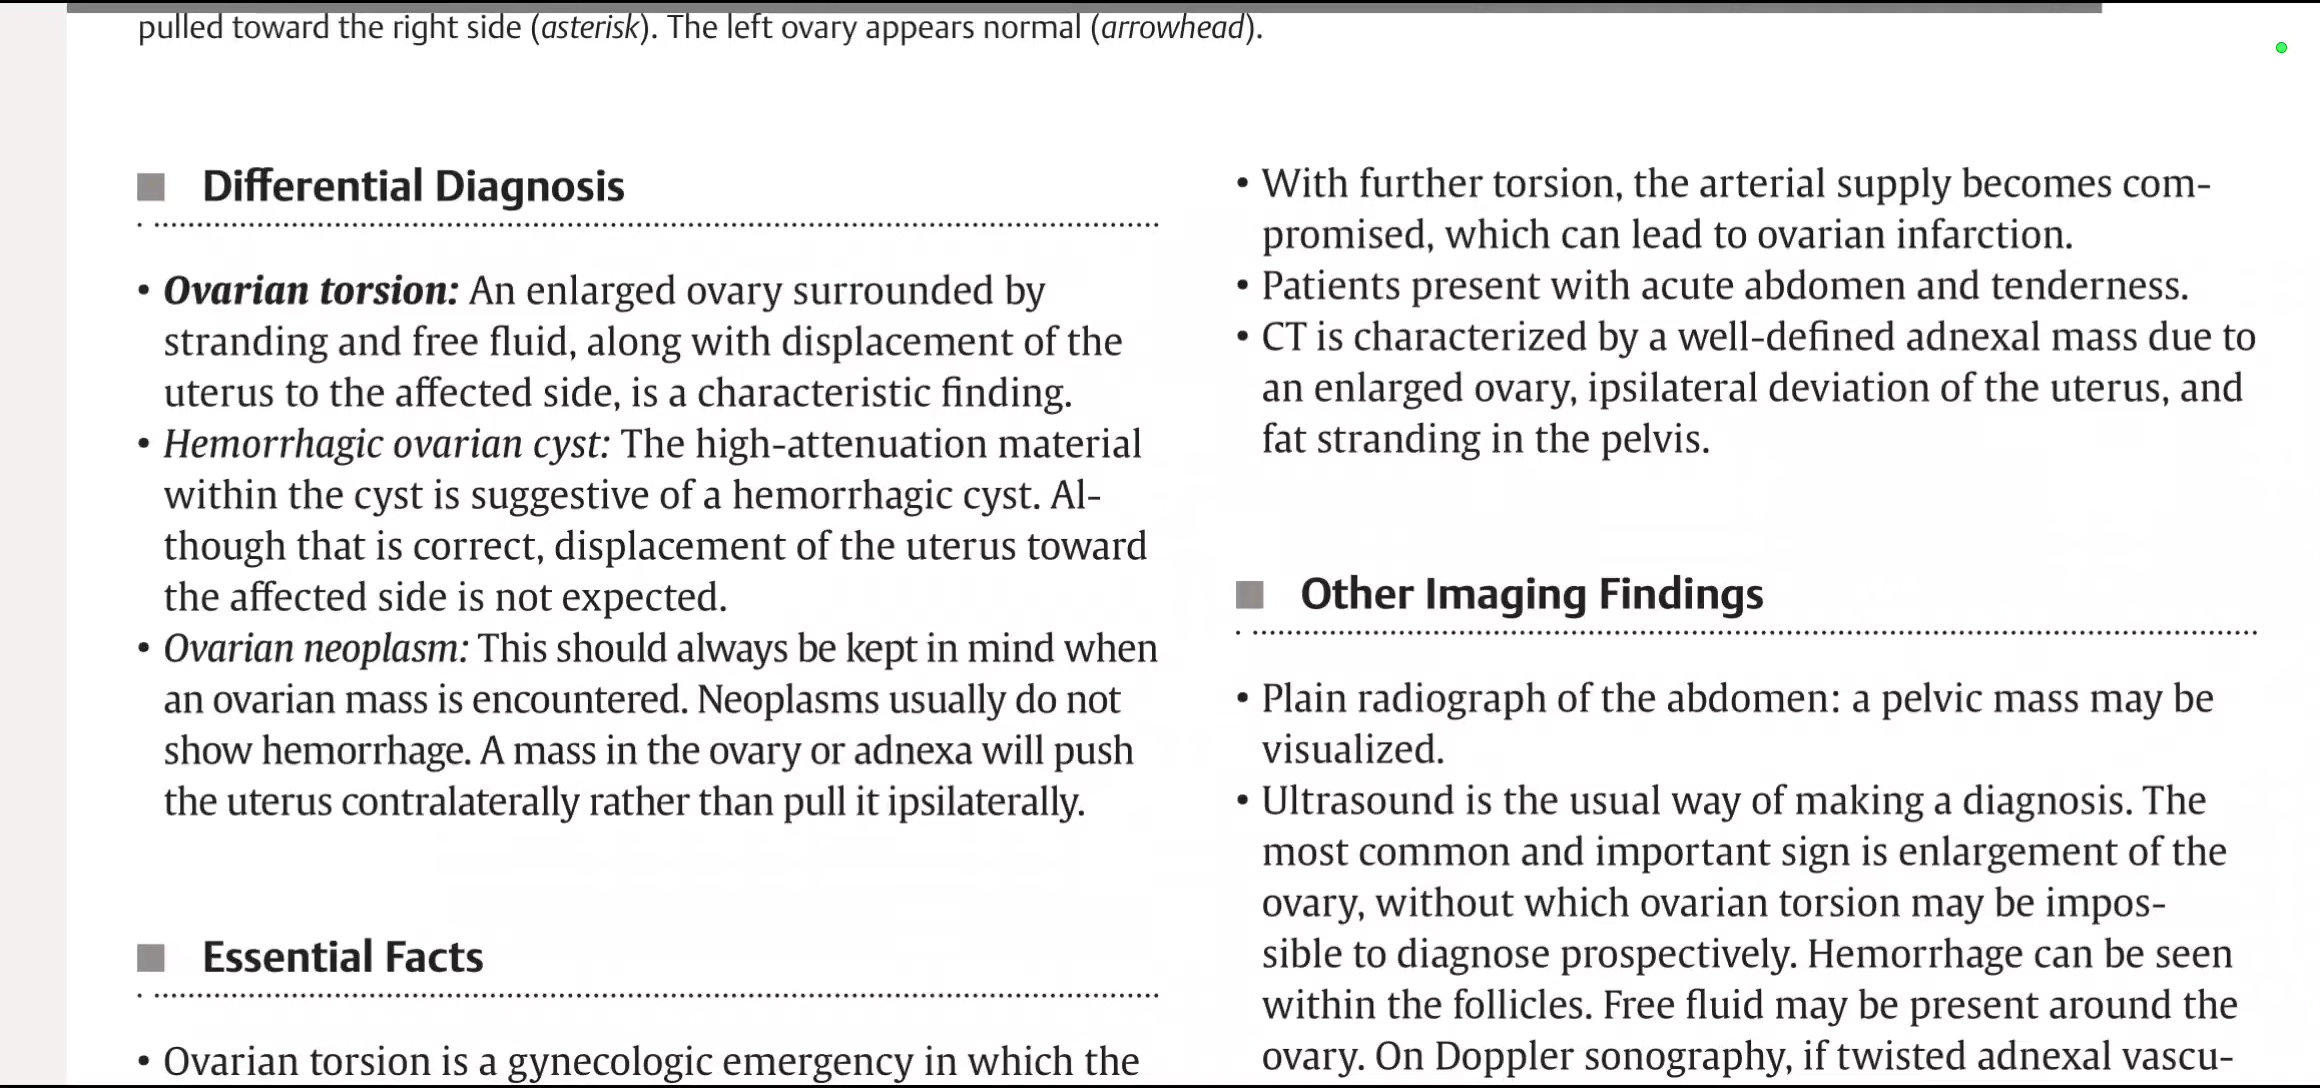 pulled toward the right side (asterisk). The left ovary appears normal (arrowhead).
Differential Diagnosis
• Ovarian torsion: An enlarged ovary surrounded by
stranding and free fluid, along with displacement of the
uterus to the affected side, is a characteristic finding.
• Hemorrhagic ovarian cyst: The high-attenuation material
within the cyst is suggestive of a hemorrhagic cyst. Al-
though that is correct, displacement of the uterus toward
the affected side is not expected.
• Ovarian neoplasm: This should always be kept in mind when
an ovarian mass is encountered. Neoplasms usually do not
show hemorrhage. A mass in the ovary or adnexa will push
the uterus contralaterally rather than pull it ipsilaterally.
Essential Facts
• Ovarian torsion is a gynecologic emergency in which the
• With further torsion, the arterial supply becomes com-
promised, which can lead to ovarian infarction.
• Patients present with acute abdomen and tenderness.
• CT is characterized by a well-defined adnexal mass due to
an enlarged ovary, ipsilateral deviation of the uterus, and
fat stranding in the pelvis.
Other Imaging Findings
• Plain radiograph of the abdomen: a pelvic mass may be
visualized.
• Ultrasound is the usual way of making a diagnosis. The
most common and important sign is enlargement of the
ovary, without which ovarian torsion may be impos-
sible to diagnose prospectively. Hemorrhage can be seen
within the follicles. Free fluid may be present around the
ovary. On Doppler sonography, if twisted adnexal vascu-